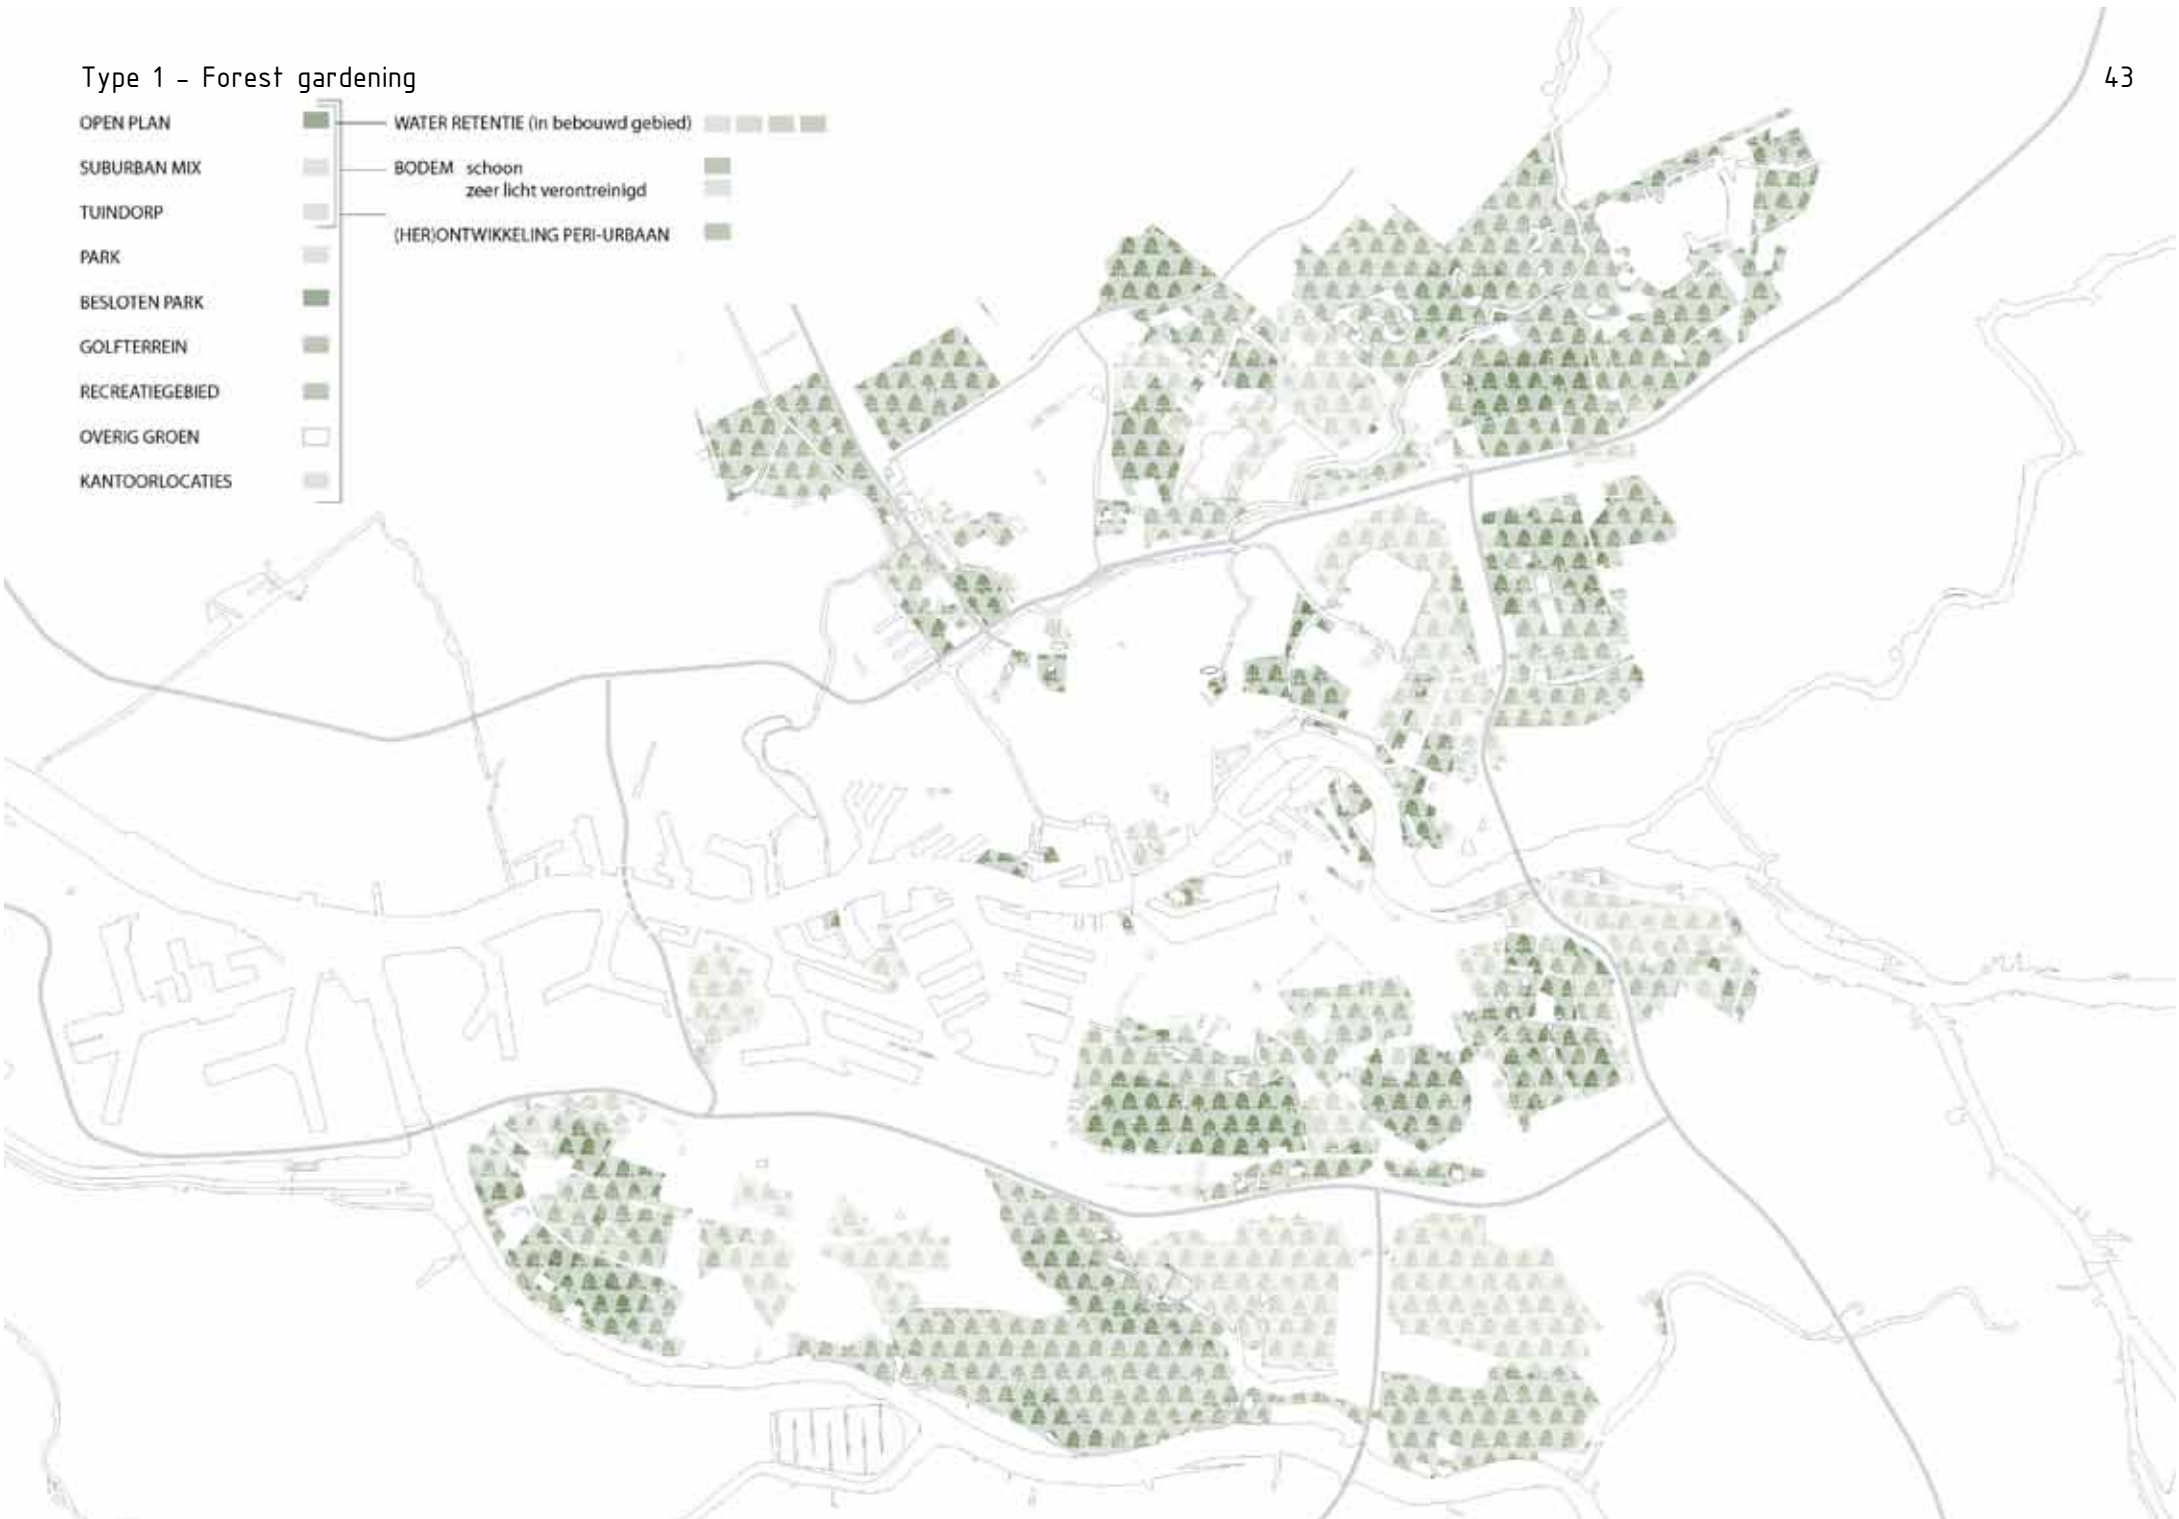 Type 1 - Forest gardening
43
OPEN PLAN
SUBURBAN MIX
TUINDORP
PARK
BESLOTEN PARK
GOLFTERREIN
RECREATIEGEBIED
OVERIG GROEN
KANTOORLOCATIES
WATER RETENTIE (in bebouwd gebied)
BODEM schoon
zeer licht verontreinigd
(HER)ONTWIKKELING PERI-URBAAN